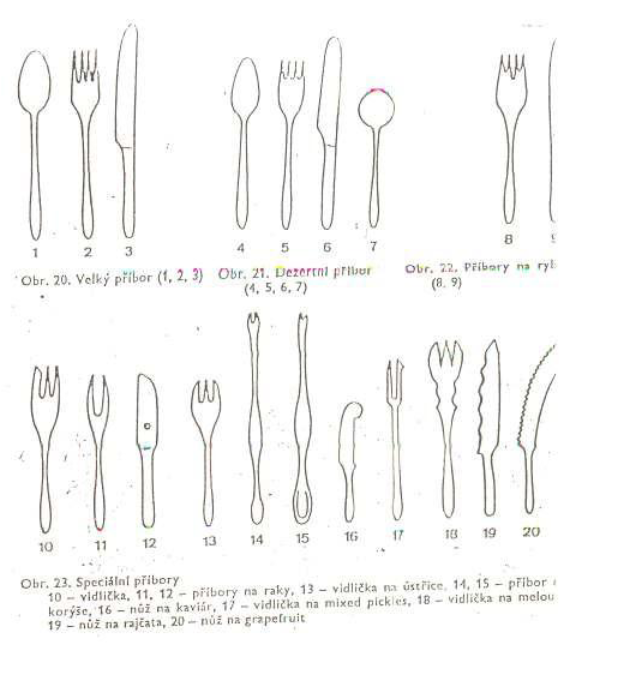 1 2 3 4 5 6 7 8
Obr. 20. Velký příbor (1, 2, 3)
Obr. 21. Dezertní příbor
(4, 5, 6, 7)
Obr. 22. Příbory na ryb
(8, 9)
10 11 12 13 14 15 16 17 18 19 20
Obr. 23. Speciální příbory
10 – vidlička, 11, 12 – příbory na raky, 13 – vidlička na ústřice, 14, 15 – příbor
korýše, 16 – nůž na kaviár, 17 – vidlička na mixed pickles, 18 – vidlička na melou
19 – nůž na rajčata, 20 – nůž na grapefruit